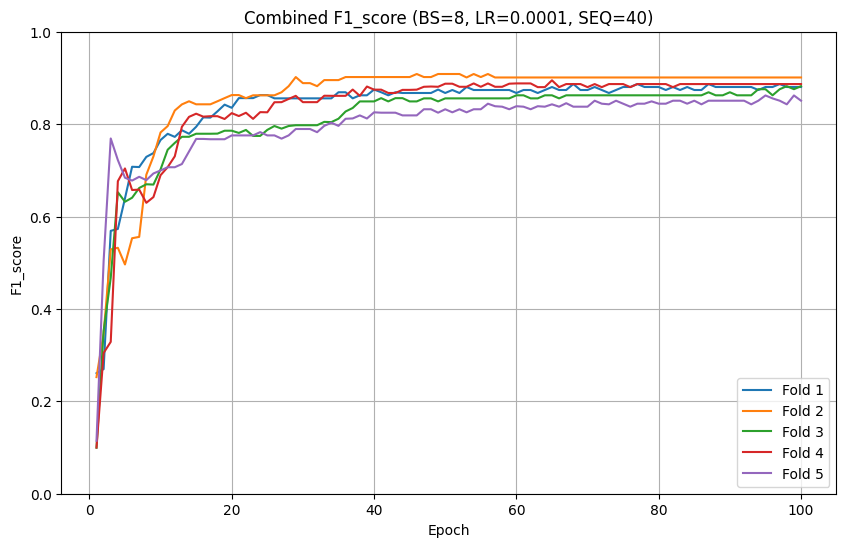 Combined F1_score (BS=8, LR=0.0001, SEQ=40)
F1_score
1.0
0.8
0.6
0.4
0.2
0.0
0 20 40 60 80 100
Epoch
Fold 1
Fold 2
Fold 3
Fold 4
Fold 5